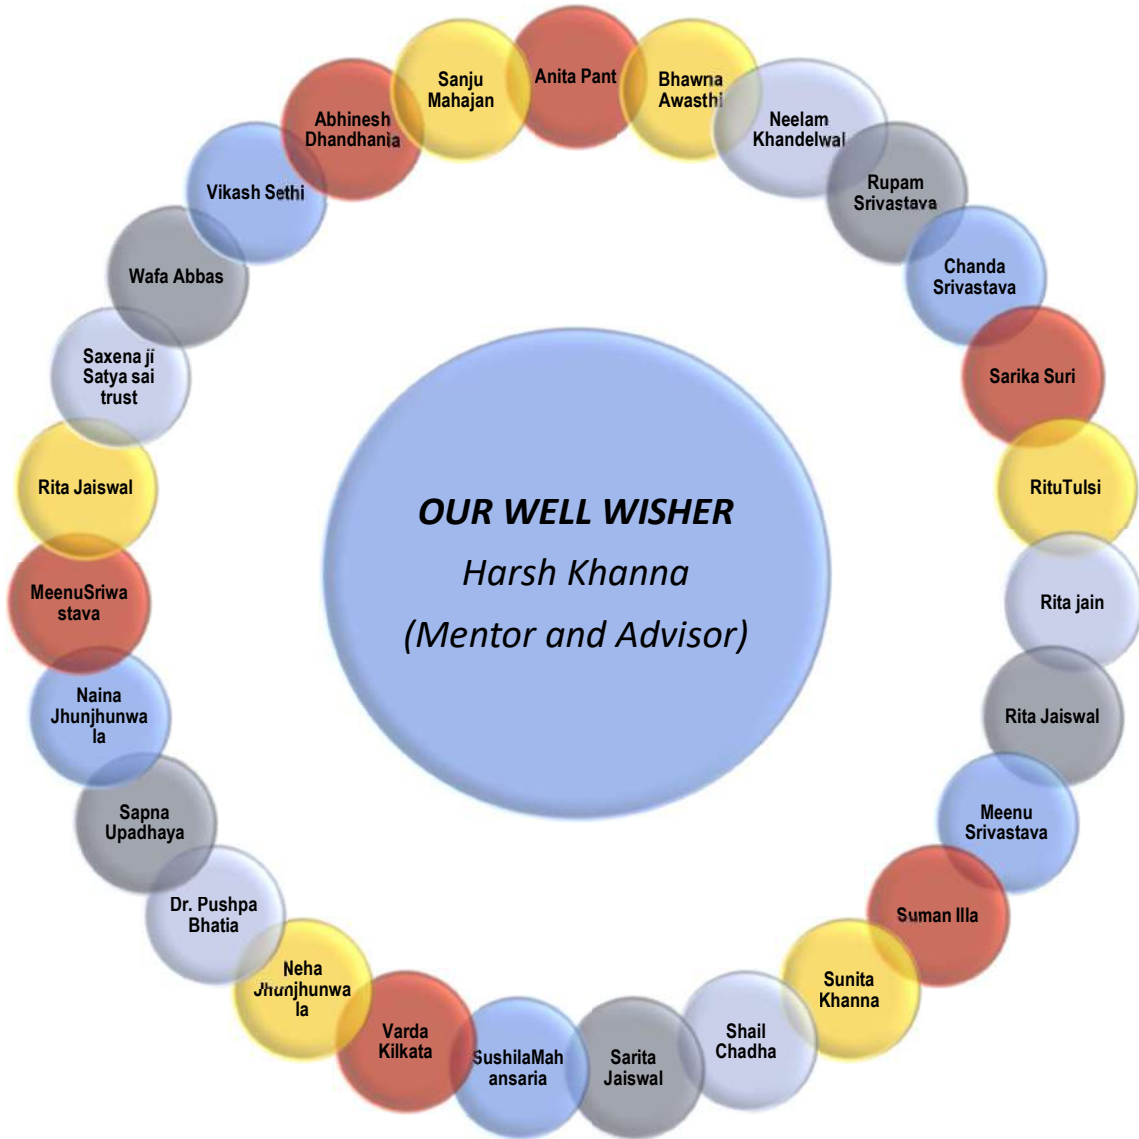 Anita Pant
Bhawna
Awasthi
Neelam
Khandelwal
Rupam
Srivastava
Chanda
Srivastava
Sarika Suri
RituTulsi
Rita jain
Rita Jaiswal
Meenu
Srivastava
Suman Illa
Sunita
Khanna
Shail
Chadha
Sarita
Jaiswal
SushilaMah
ansaria
Varda
Kilkata
Neha
Jhunjhunwa
la
Dr. Pushpa
Bhatia
Sapna
Upadhaya
Naina
Jhunjhunwa
la
MeenuSriwa
stava
Rita Jaiswal
Saxena ji
Satya sai
trust
Wafa Abbas
Vikash Sethi
Abhinesh
Dhandhania
Sanju
Mahajan
OUR WELL WISHER
Harsh Khanna
(Mentor and Advisor)